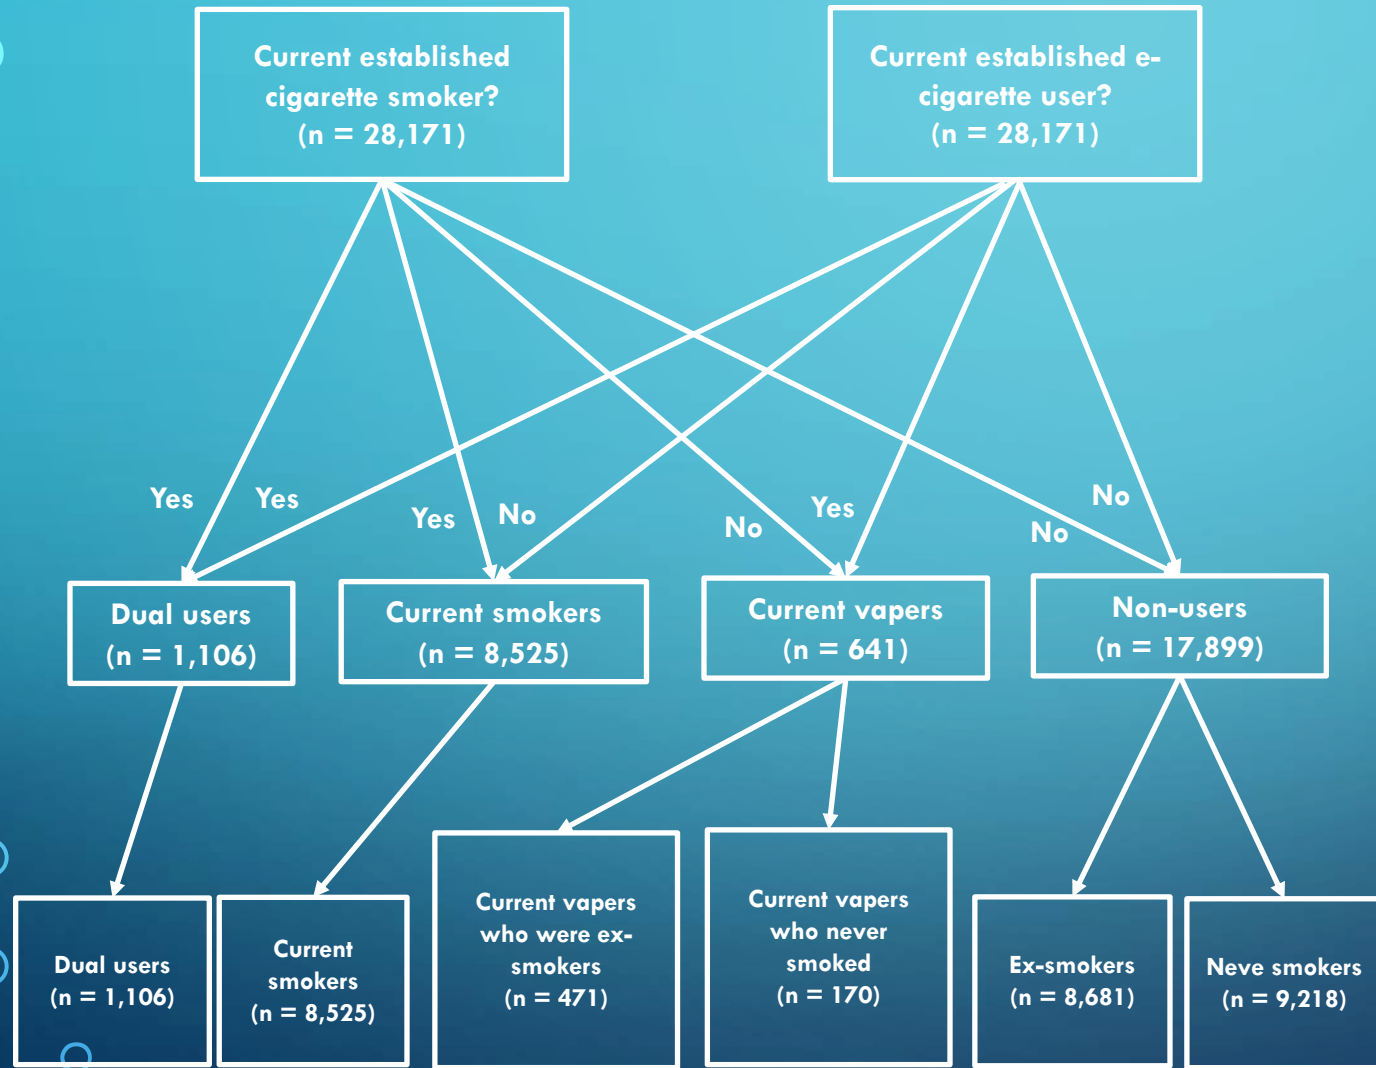 Current established
cigarette smoker?
(n = 28,171)
Current established e-
cigarette user?
(n = 28,171)
Yes
Yes
Yes
No
No
Yes
No
No
Dual users
(n = 1,106)
Current smokers
(n = 8,525)
Current vapers
(n = 641)
Non-users
(n = 17,899)
Dual users
(n = 1,106)
Current
smokers
(n = 8,525)
Current vapers
who were ex-
smokers
(n = 471)
Current vapers
who never
smoked
(n = 170)
Ex-smokers
(n = 8,681)
Neve smokers
(n = 9,218)